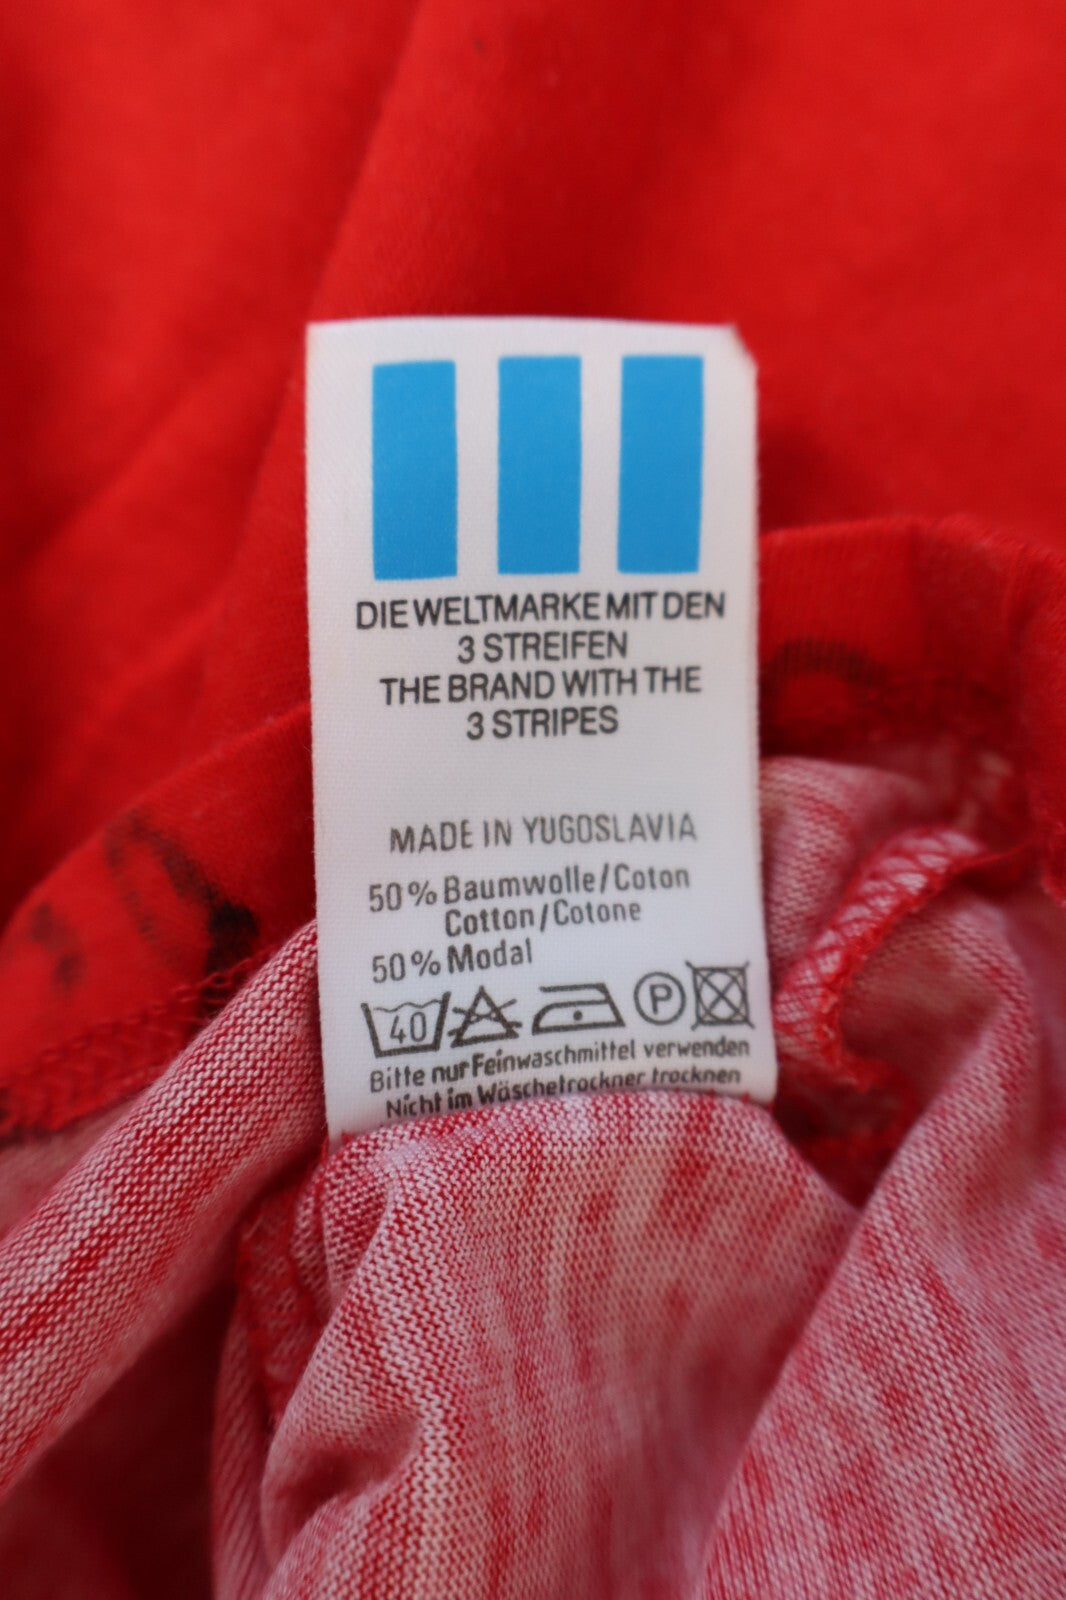 DIE WELTMARKE MIT DEN
3 STREIFEN
THE BRAND WITH THE
3 STRIPES
MADE IN YUGOSLAVIA
50% Baumwolle/Coton
Cotton/Cotone
50% Modal
40 P
Bitte nur Feinwaschmittel verwenden
Nicht im Wäschetrockner trocknen